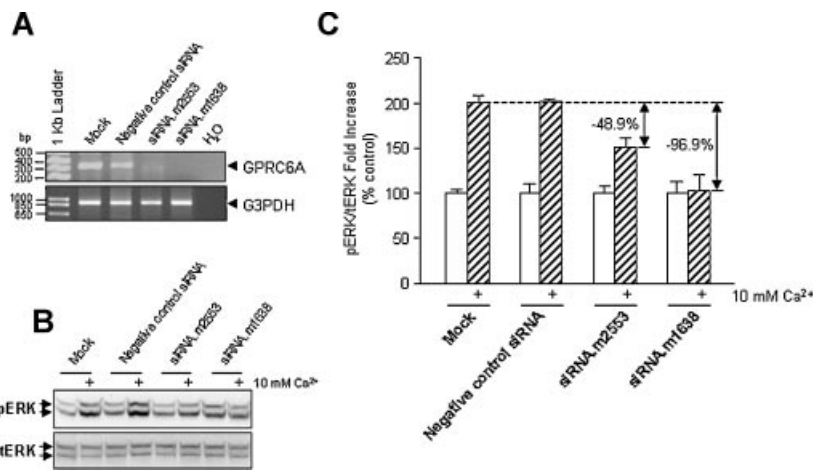 A
1 Kb Ladder
Mock
Negative control siRNA
siRNA.m2553
siRNA.m1638
H2O
bp
500
400
300
200
GPRC6A
1000
850
650
G3PDH
B
Mock
Negative control siRNA
siRNA.m2553
siRNA.m1638
+ + + + 10 mM Ca2+
pERK
tERK
C
pERK/tERK Fold Increase
(% control)
250
200
150
100
50
0
-48.9%
-96.9%
+ + + + 10 mM Ca2+
Mock
Negative control siRNA
siRNA.m2553
siRNA.m1638